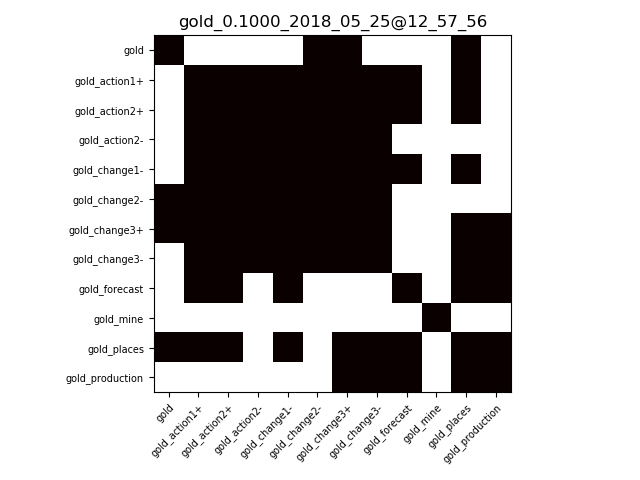 gold_0.1000_2018_05_25@12_57_56
gold
gold_action1+
gold_action2+
gold_action2-
gold_change1-
gold_change2-
gold_change3+
gold_change3-
gold_forecast
gold_mine
gold_places
gold_production
gold
gold_action1+
gold_action2+
gold_action2-
gold_change1-
gold_change2-
gold_change3+
gold_change3-
gold_forecast
gold_mine
gold_places
gold_production